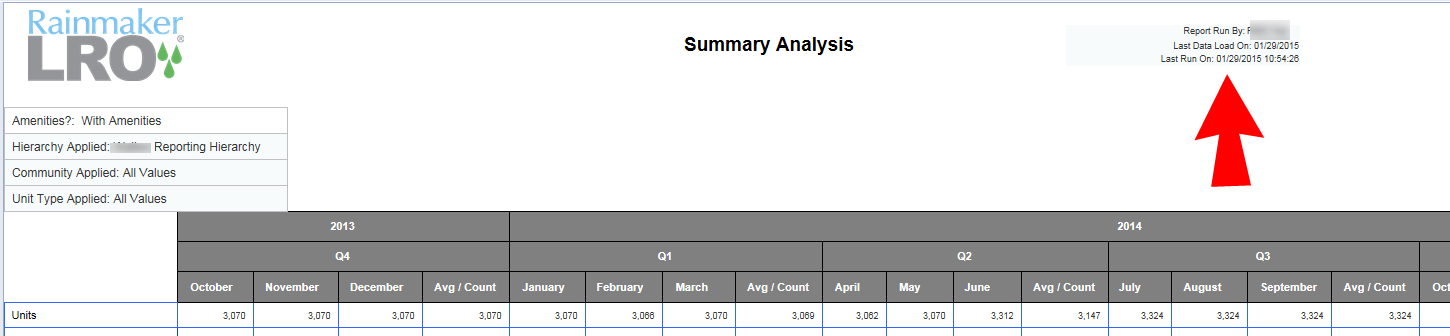 Rainmaker
LRO®
Summary Analysis
Report Run By:
Last Data Load On: 01/29/2015
Last Run On: 01/29/2015 10:54:26
Amenities?: With Amenities
Hierarchy Applied: Reporting Hierarchy
Community Applied: All Values
Unit Type Applied: All Values
2013 2014
Q4 Q1 Q2 Q3
October November December Avg / Count January February March Avg / Count April May June Avg / Count July August September Avg / Count Oct
Units 3,070 3,070 3,070 3,070 3,070 3,066 3,070 3,069 3,062 3,070 3,312 3,147 3,324 3,324 3,324 3,324